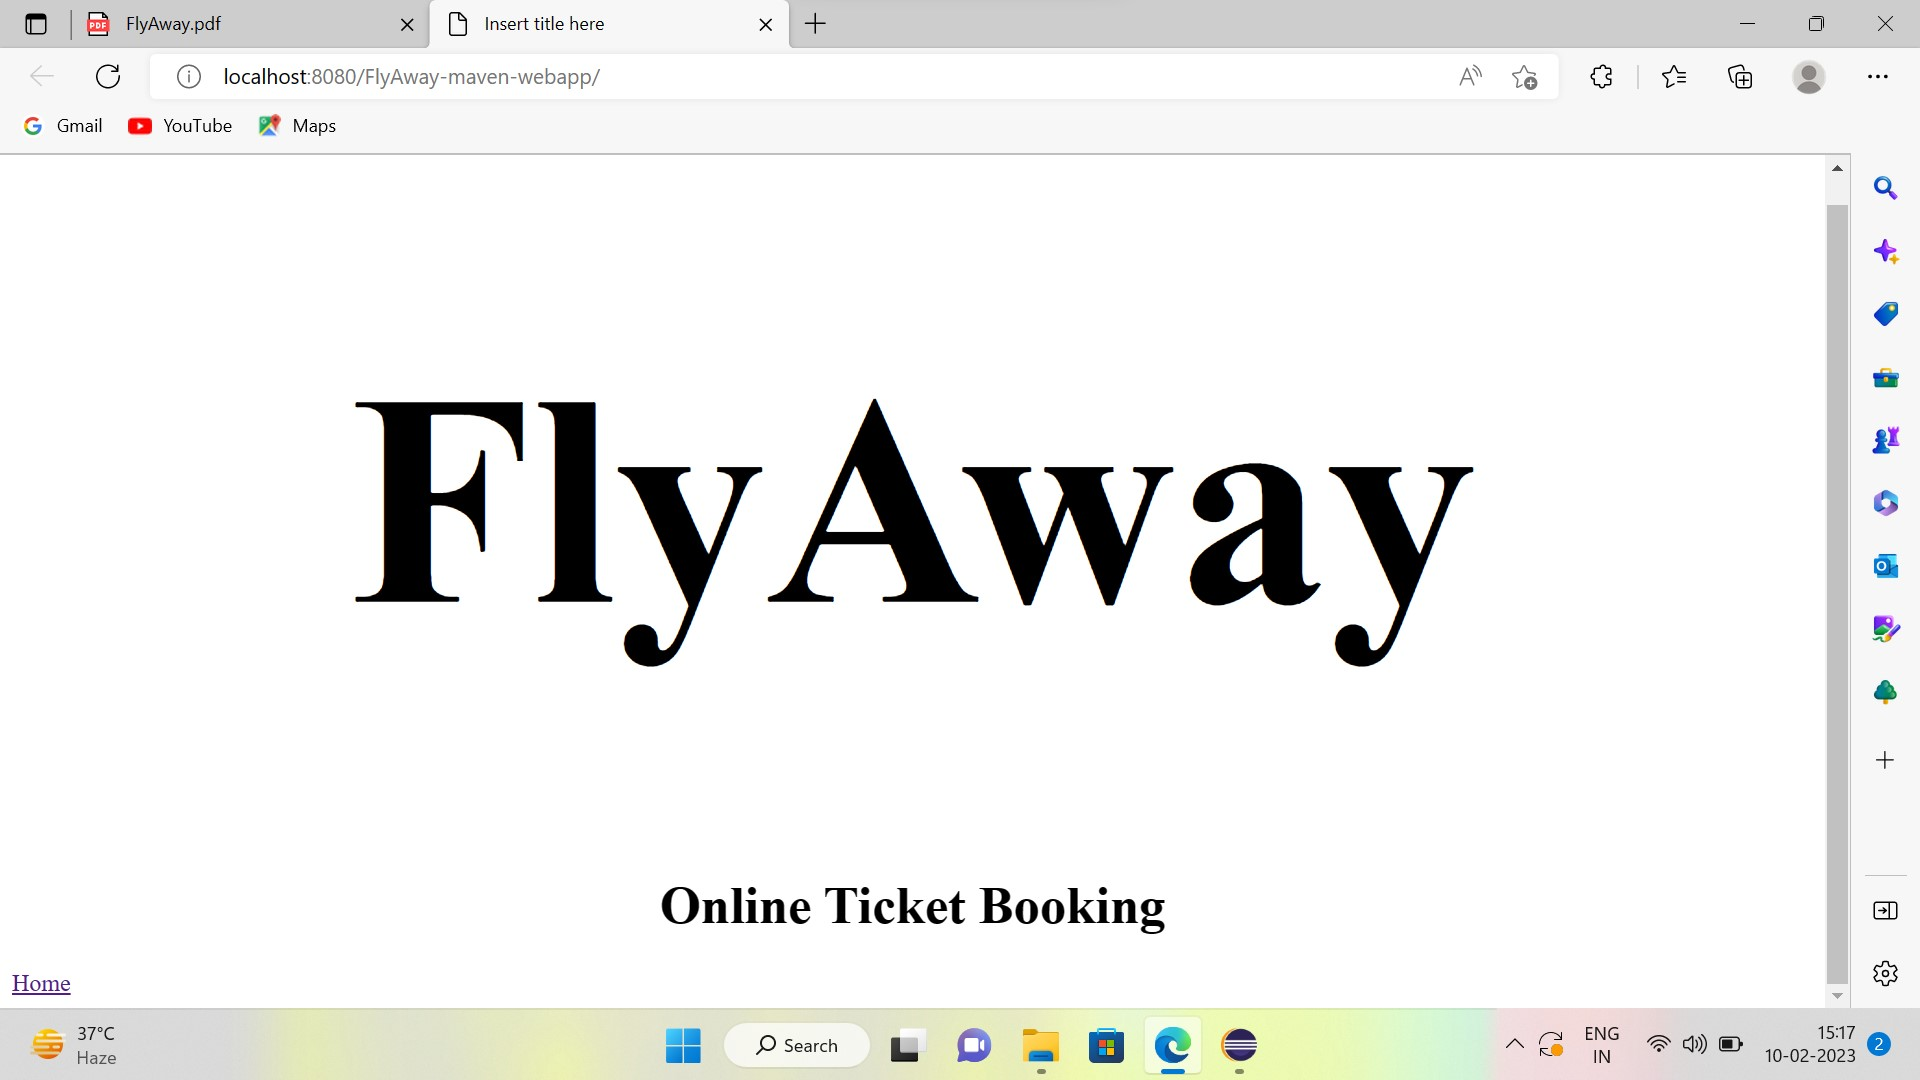 FlyAway.pdf
Insert title here
localhost:8080/FlyAway-maven-webapp/
Gmail
YouTube
Maps
FlyAway
Online Ticket Booking
Home
37°C
Haze
Search
ENG
IN
15:17
10-02-2023
2